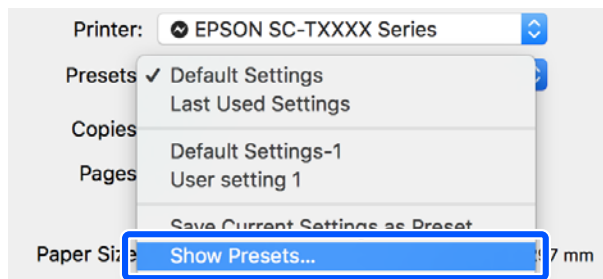 Printer: EPSON SC-TXXXX Series
Presets ✓ Default Settings
Last Used Settings
Copies
Default Settings-1
Pages User setting 1
Save Current Settings as Preset
Paper Size Show Presets... 7 mm